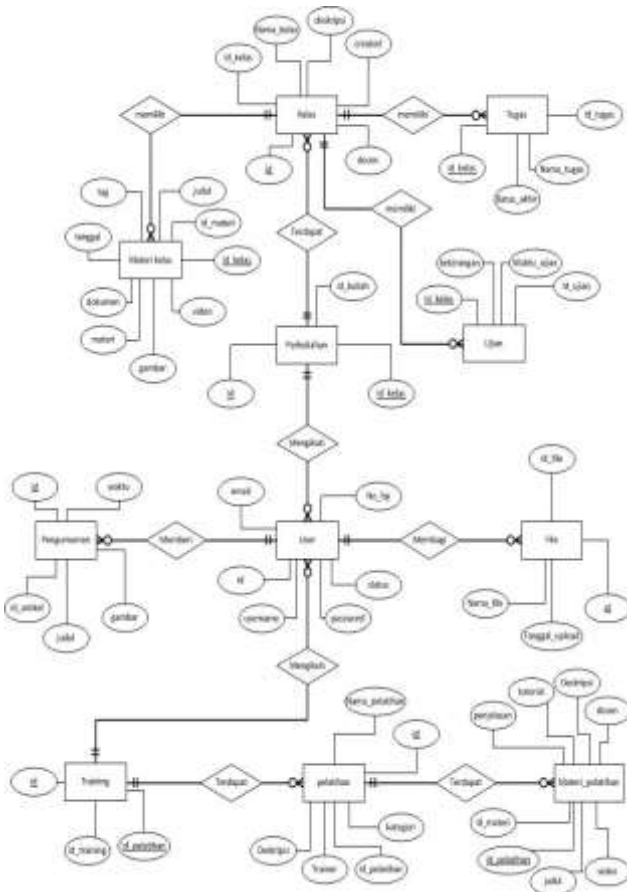 Nama_kelas
deskripsi
created
Id_kelas
memiliki
Kelas
memiliki
Tugas
Id_tugas
id
dosen
id_kelas
Nama_tugas
Batas_akhir
tag
judul
id_materi
tanggal
Materi kelas
id_kelas
dokumen
video
materi
gambar
Terdapat
memiliki
keterangan
Waktu_ujian
Id_ujian
id_kelas
Ujian
id_kuliah
Perkuliahan
id
id_kelas
Mengikuti
id
waktu
email
No_hp
id_file
Pengumuman
Memberi
User
Membagi
File
id
status
id_artikel
gambar
username
password
Nama_file
id
judul
Tanggal_upload
Mengikuti
Nama_pelatihan
id
tutorial
Deskripsi
dosen
penjelasan
id
Training
Terdapat
pelatihan
Terdapat
Materi_pelatihan
id_training
id_pelatihan
Deskripsi
Trainer
id_pelatihan
kategori
id_materi
id_pelatihan
judul
video